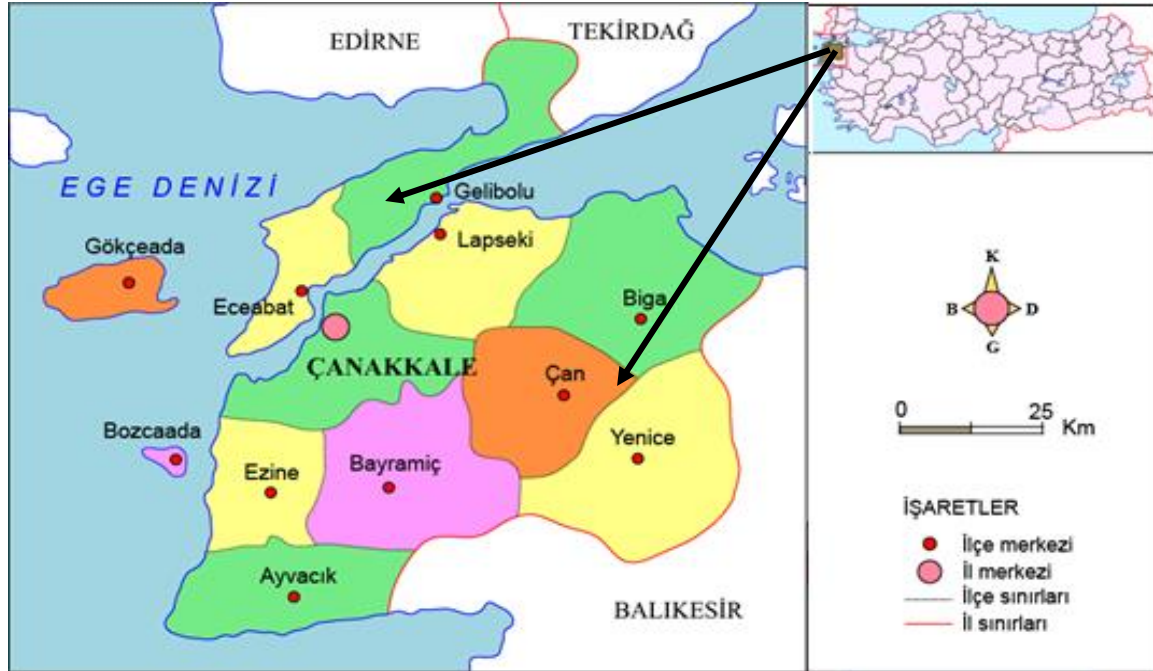 EDİRNE
TEKİRDAĞ
EGE DENİZİ
Gelibolu
Gökçeada
Lapseki
Eceabat
Biga
ÇANAKKALE
Çan
Bozcaada
Yenice
Ezine
Bayramiç
Ayvacık
BALIKESİR
K
B
D
G
0
25
Km
İŞARETLER
İlçe merkezi
İl merkezi
İlçe sınırları
İl sınırları